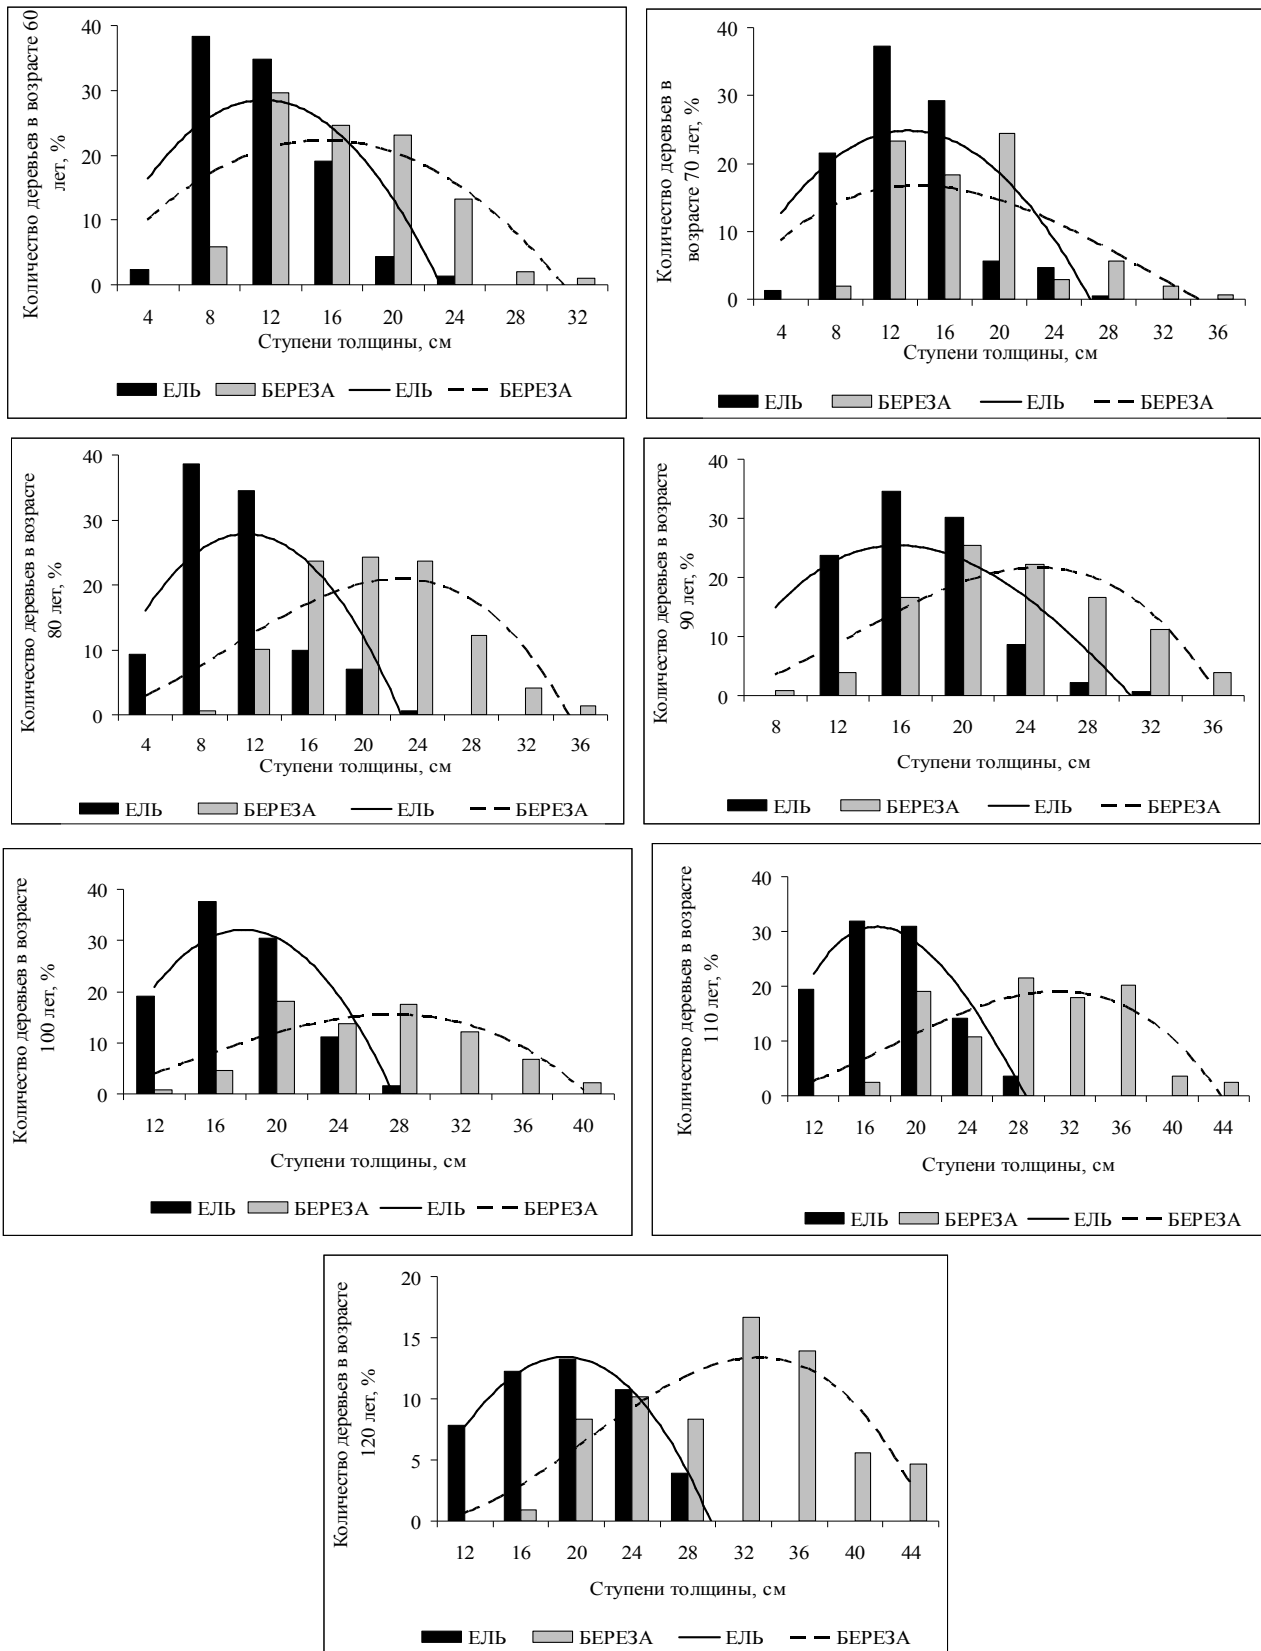 Количество деревьев в возрасте 60
лет, %
40
30
20
10
0
4 8 12 16 20 24 28 32
Ступени толщины, см
ЕЛЬ БЕРЕЗА ЕЛЬ БЕРЕЗА
Количество деревьев в
возрасте 70 лет, %
40
30
20
10
0
4 8 12 16 20 24 28 32 36
Ступени толщины, см
ЕЛЬ БЕРЕЗА ЕЛЬ БЕРЕЗА
Количество деревьев в возрасте
80 лет, %
40
30
20
10
0
4 8 12 16 20 24 28 32 36
Ступени толщины, см
ЕЛЬ БЕРЕЗА ЕЛЬ БЕРЕЗА
Количество деревьев в возрасте
90 лет, %
40
30
20
10
0
8 12 16 20 24 28 32 36
Ступени толщины, см
ЕЛЬ БЕРЕЗА ЕЛЬ БЕРЕЗА
Количество деревьев в возрасте
100 лет, %
40
30
20
10
0
12 16 20 24 28 32 36 40
Ступени толщины, см
ЕЛЬ БЕРЕЗА ЕЛЬ БЕРЕЗА
Количество деревьев в возрасте
110 лет, %
40
30
20
10
0
12 16 20 24 28 32 36 40 44
Ступени толщины, см
ЕЛЬ БЕРЕЗА ЕЛЬ БЕРЕЗА
Количество деревьев в возрасте
120 лет, %
20
15
10
5
0
12 16 20 24 28 32 36 40 44
Ступени толщины, см
ЕЛЬ БЕРЕЗА ЕЛЬ БЕРЕЗА